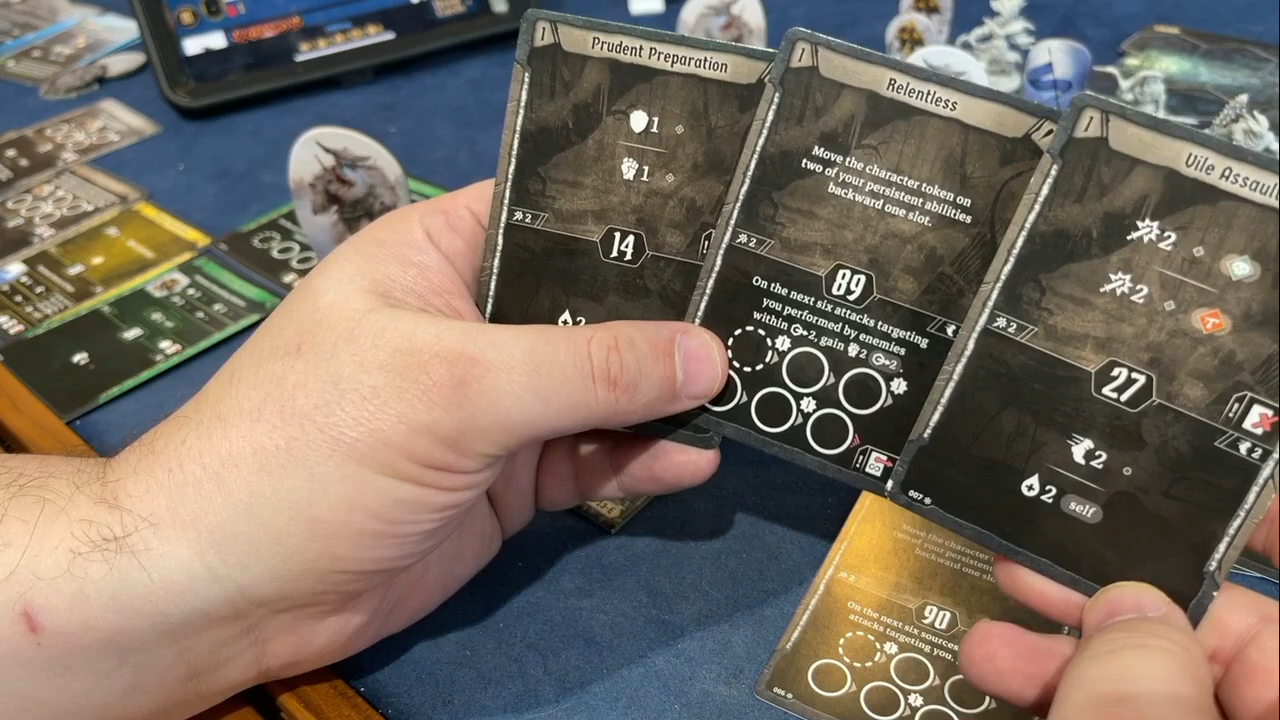 1
Prudent Preparation
1
1
2
14
2
1
Relentless
Move the character token on
two of your persistent abilities
backward one slot.
2
89
On the next six attacks targeting
you performed by enemies
within 2, gain 2 2
1
Vile Assaul
2
2
2
27
2
2
2 self
007
Move the character
two of your persistent
backward one slo
2
90
On the next six sources
attacks targeting you,
006